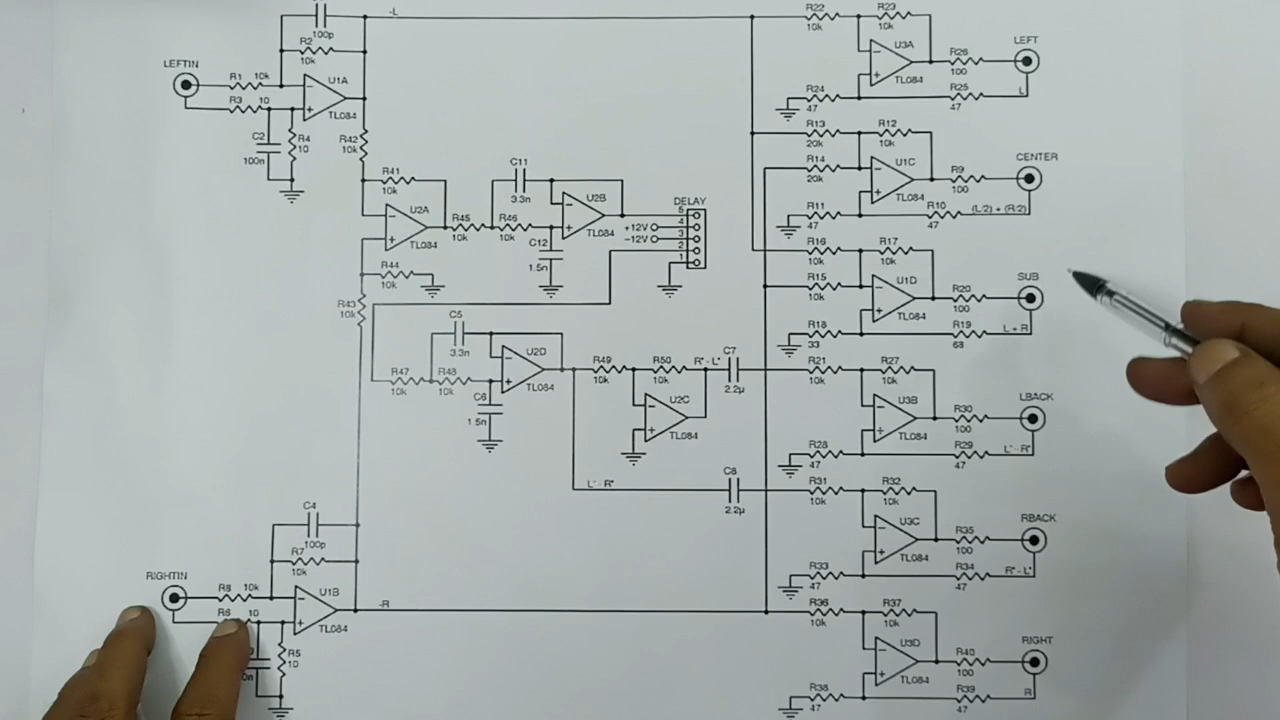 100p
R2
10k
LEFTIN
R1 10k
U1A
R3 10
TL084
C2
100n
R4
10
R42
10k
-L
R41
10k
U2A
TL084
R44
10k
R43
10k
R45
10k
R46
10k
C11
3.3n
C12
1.5n
U2B
TL084
DELAY
5
4
3
2
1
+12V
-12V
C5
3.3n
R47
10k
R48
10k
C6
1.5n
U2D
TL084
R49
10k
R50
10k
U2C
TL084
R" - L"
C7
2.2µ
L" - R"
C8
2.2µ
C4
100p
R7
10k
RIGHTIN
R8 10k
R6 10
U1B
TL084
R5
10
-R
R22
10k
R23
10k
U3A
TL084
R26
100
LEFT
R24
47
R25
47
L
R13
20k
R12
10k
R14
20k
U1C
TL084
R9
100
CENTER
R11
47
R10
47
(L/2) + (R/2)
R16
10k
R17
10k
R15
10k
U1D
TL084
R20
100
SUB
R18
33
R19
68
L + R
R21
10k
R27
10k
U3B
TL084
R30
100
LBACK
R28
47
R29
47
L" - R"
R31
10k
R32
10k
U3C
TL084
R35
100
RBACK
R33
47
R34
47
R" - L"
R36
10k
R37
10k
U3D
TL084
R40
100
RIGHT
R38
47
R39
47
R